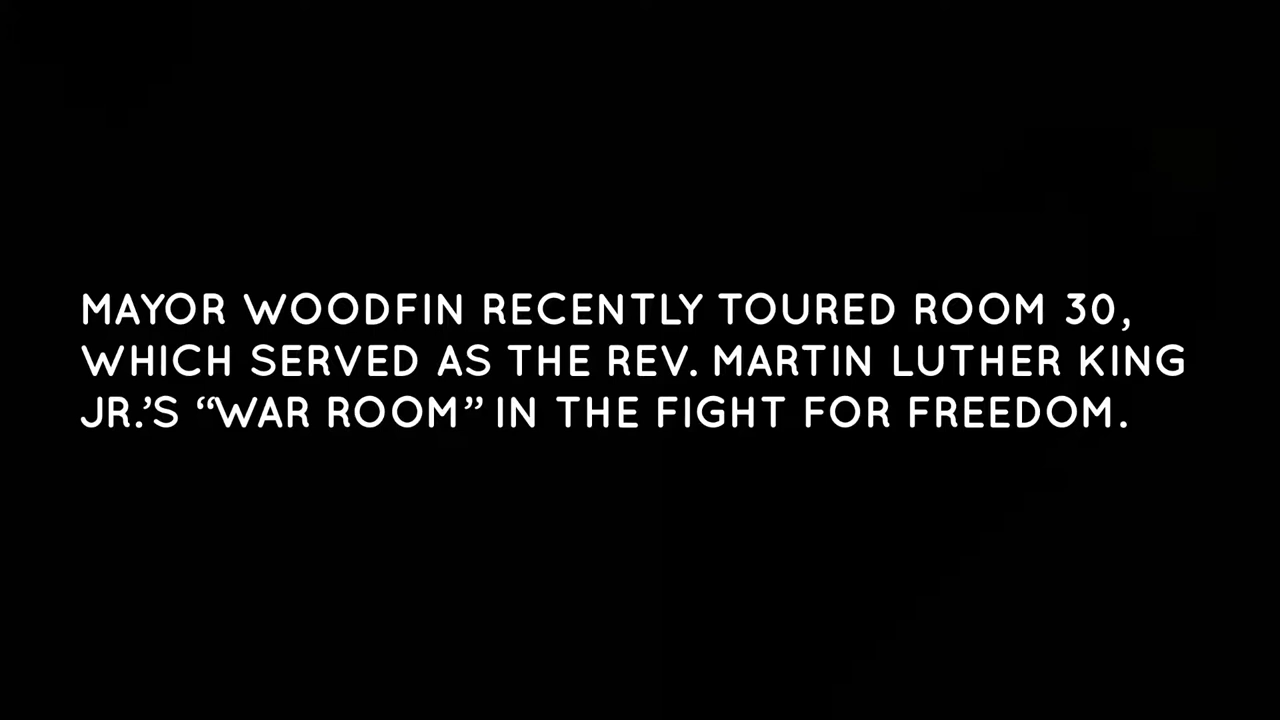 MAYOR WOODFIN RECENTLY TOURED ROOM 30,
WHICH SERVED AS THE REV. MARTIN LUTHER KING
JR.’S “WAR ROOM” IN THE FIGHT FOR FREEDOM.